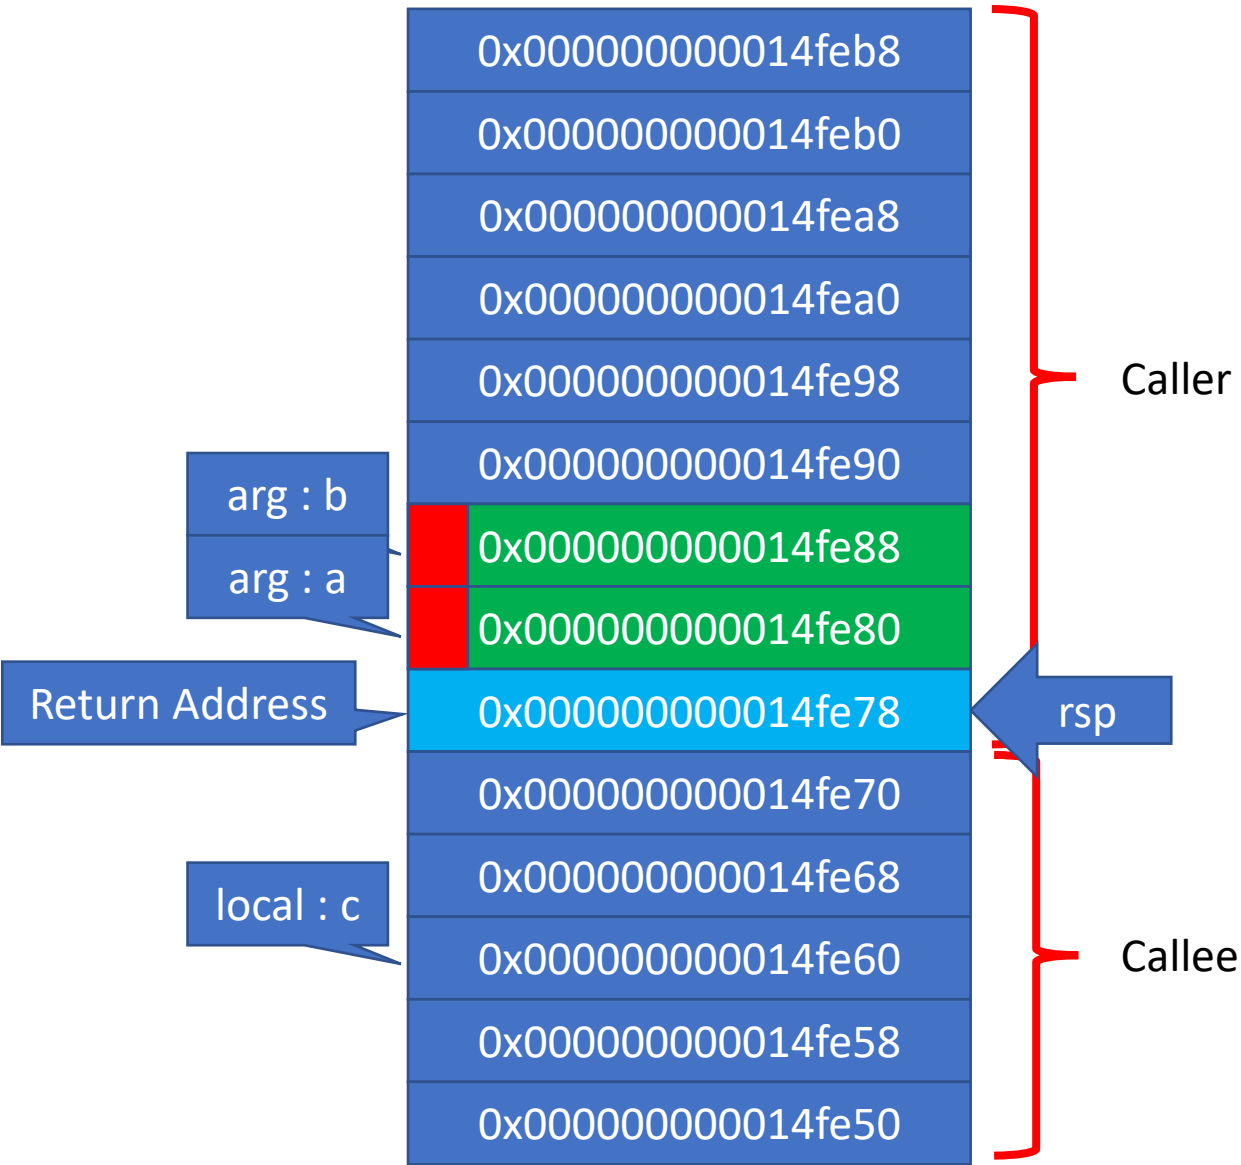 0x000000000014feb8
0x000000000014feb0
0x000000000014fea8
0x000000000014fea0
0x000000000014fe98
Caller
0x000000000014fe90
arg : b
0x000000000014fe88
arg : a
0x000000000014fe80
Return Address
0x000000000014fe78
rsp
0x000000000014fe70
0x000000000014fe68
local : c
0x000000000014fe60
Callee
0x000000000014fe58
0x000000000014fe50